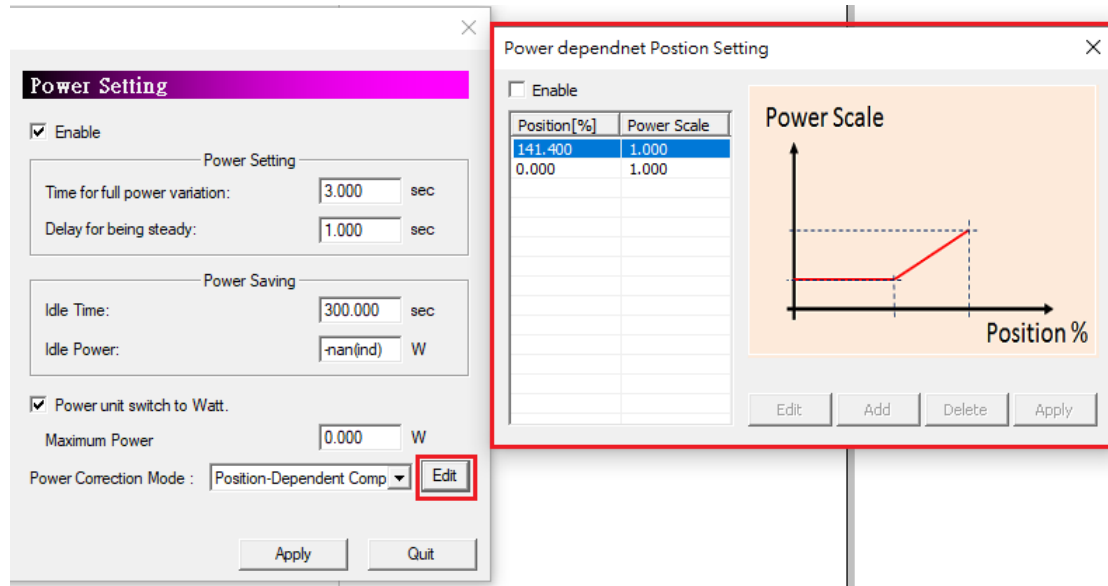 Power Setting
Enable
Power Setting
Time for full power variation: 3.000 sec
Delay for being steady: 1.000 sec
Power Saving
Idle Time: 300.000 sec
Idle Power: -nan(ind) W
Power unit switch to Watt.
Maximum Power 0.000 W
Power Correction Mode : Position-Dependent Comp Edit
Apply Quit
Power dependnet Postion Setting
Enable
Position[%] Power Scale
141.400 1.000
0.000 1.000
Power Scale
Position %
Edit Add Delete Apply